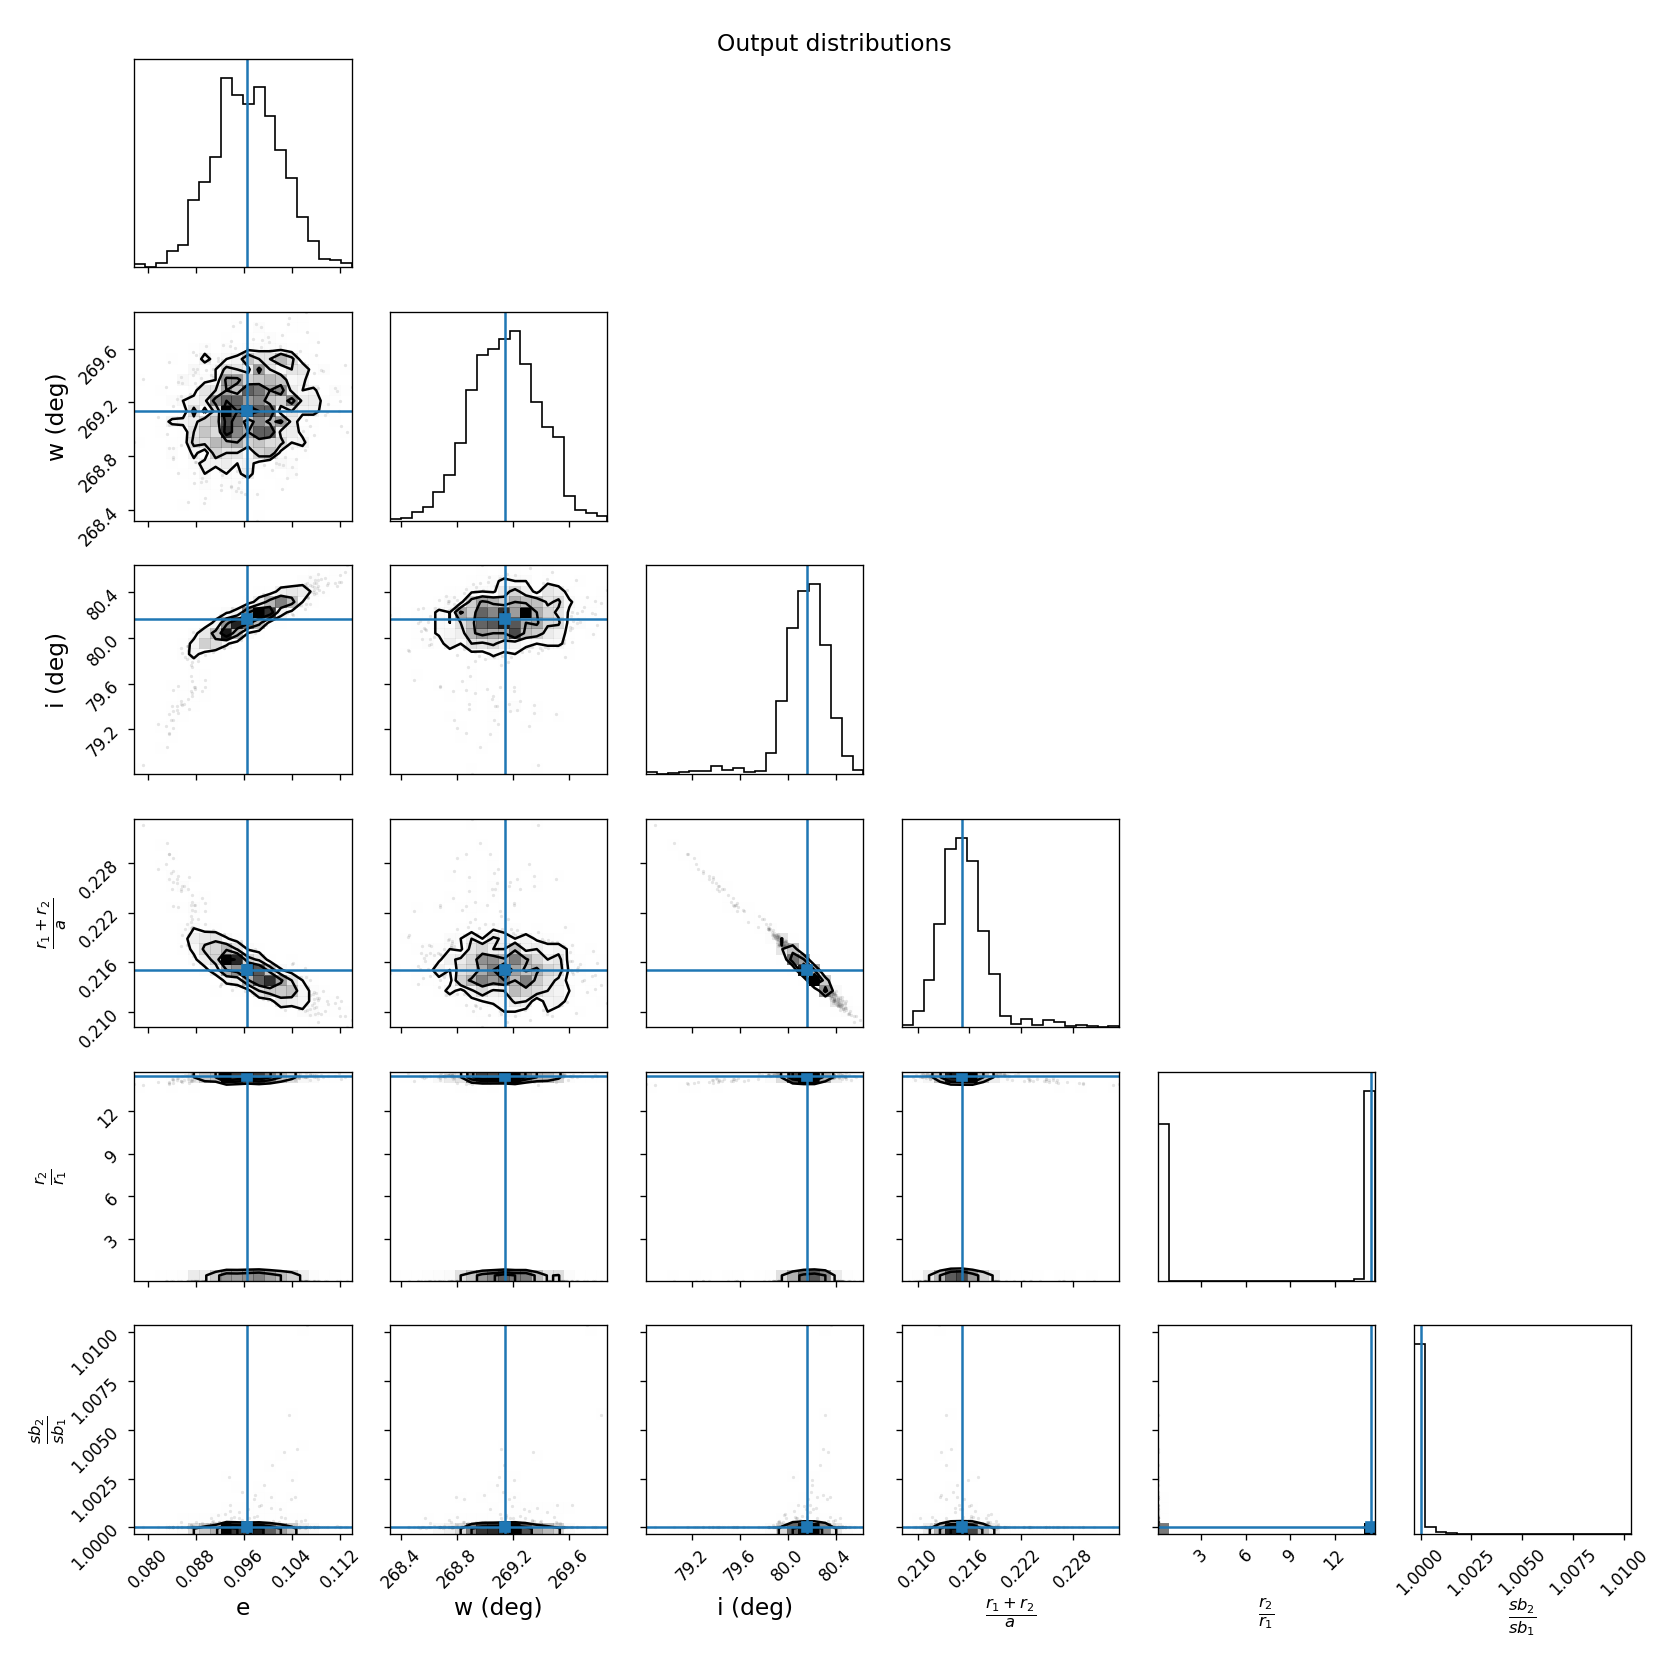 Output distributions
w (deg)
269.6
269.2
268.8
268.4
i (deg)
80.4
80.0
79.6
79.2
r1 + r2
a
0.228
0.222
0.216
0.210
r2
r1
12
9
6
3
sb2
sb1
1.0100
1.0075
1.0050
1.0025
1.0000
0.080 0.088 0.096 0.104 0.112 268.4 268.8 269.2 269.6 79.2 79.6 80.0 80.4 0.210 0.216 0.222 0.228 3 6 9 12 1.0000 1.0025 1.0050 1.0075 1.0100
e w (deg) i (deg) r1 + r2 / a r2 / r1 sb2 / sb1